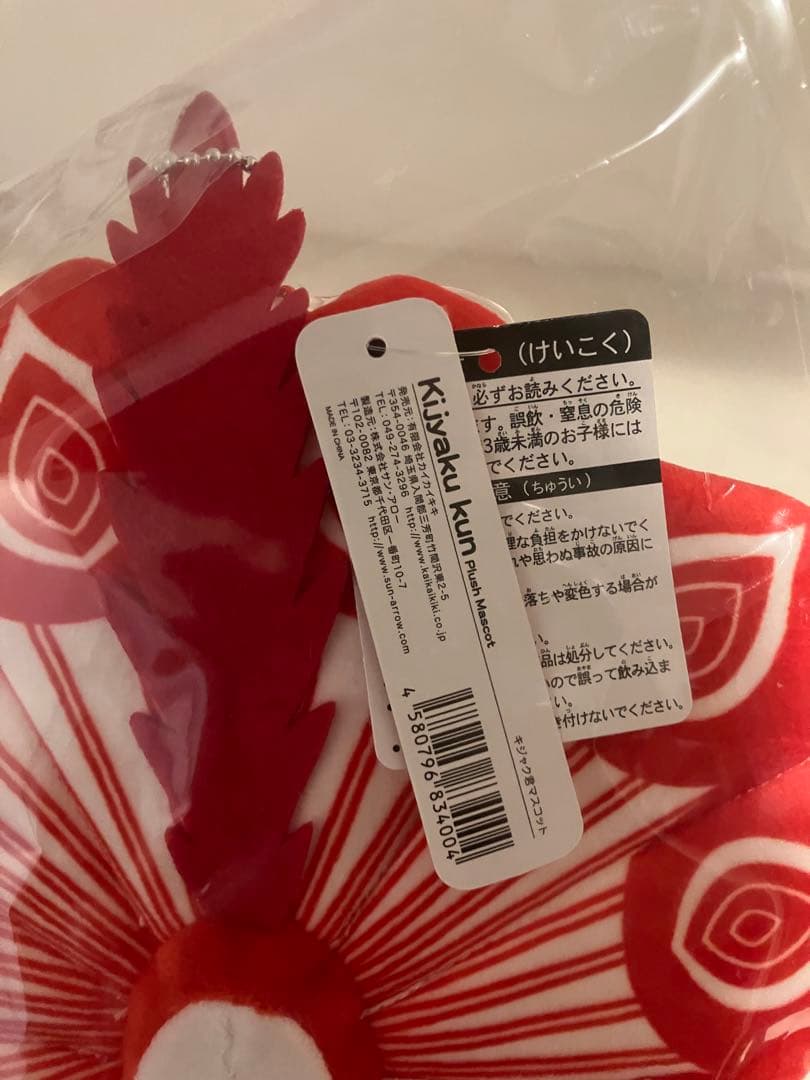 Kijyaku kun Plush Mascot
発売元:有限会社カイカイキキ
〒354-0046 埼玉県入間郡三芳町竹間沢東2-5
TEL:049-274-3296 http://www.kaikaikiki.co.jp
製造元:株式会社サン・アロー
〒102-0082 東京都千代田区一番町10-7
TEL:03-3234-3715 http://www.sun-arrow.com
MADE IN CHINA
キジャク君マスコット
4 580796 834004
(けいこく)
必ずお読みください。
す。誤飲・窒息の危険
3歳未満のお子様には
でください。
意(ちゅうい)
でください。
理な負担をかけないでく
れや思わぬ事故の原因に
落ちや変色する場合が
い。
品は処分してください。
いので誤って飲み込ま
い。
き付けないでください。